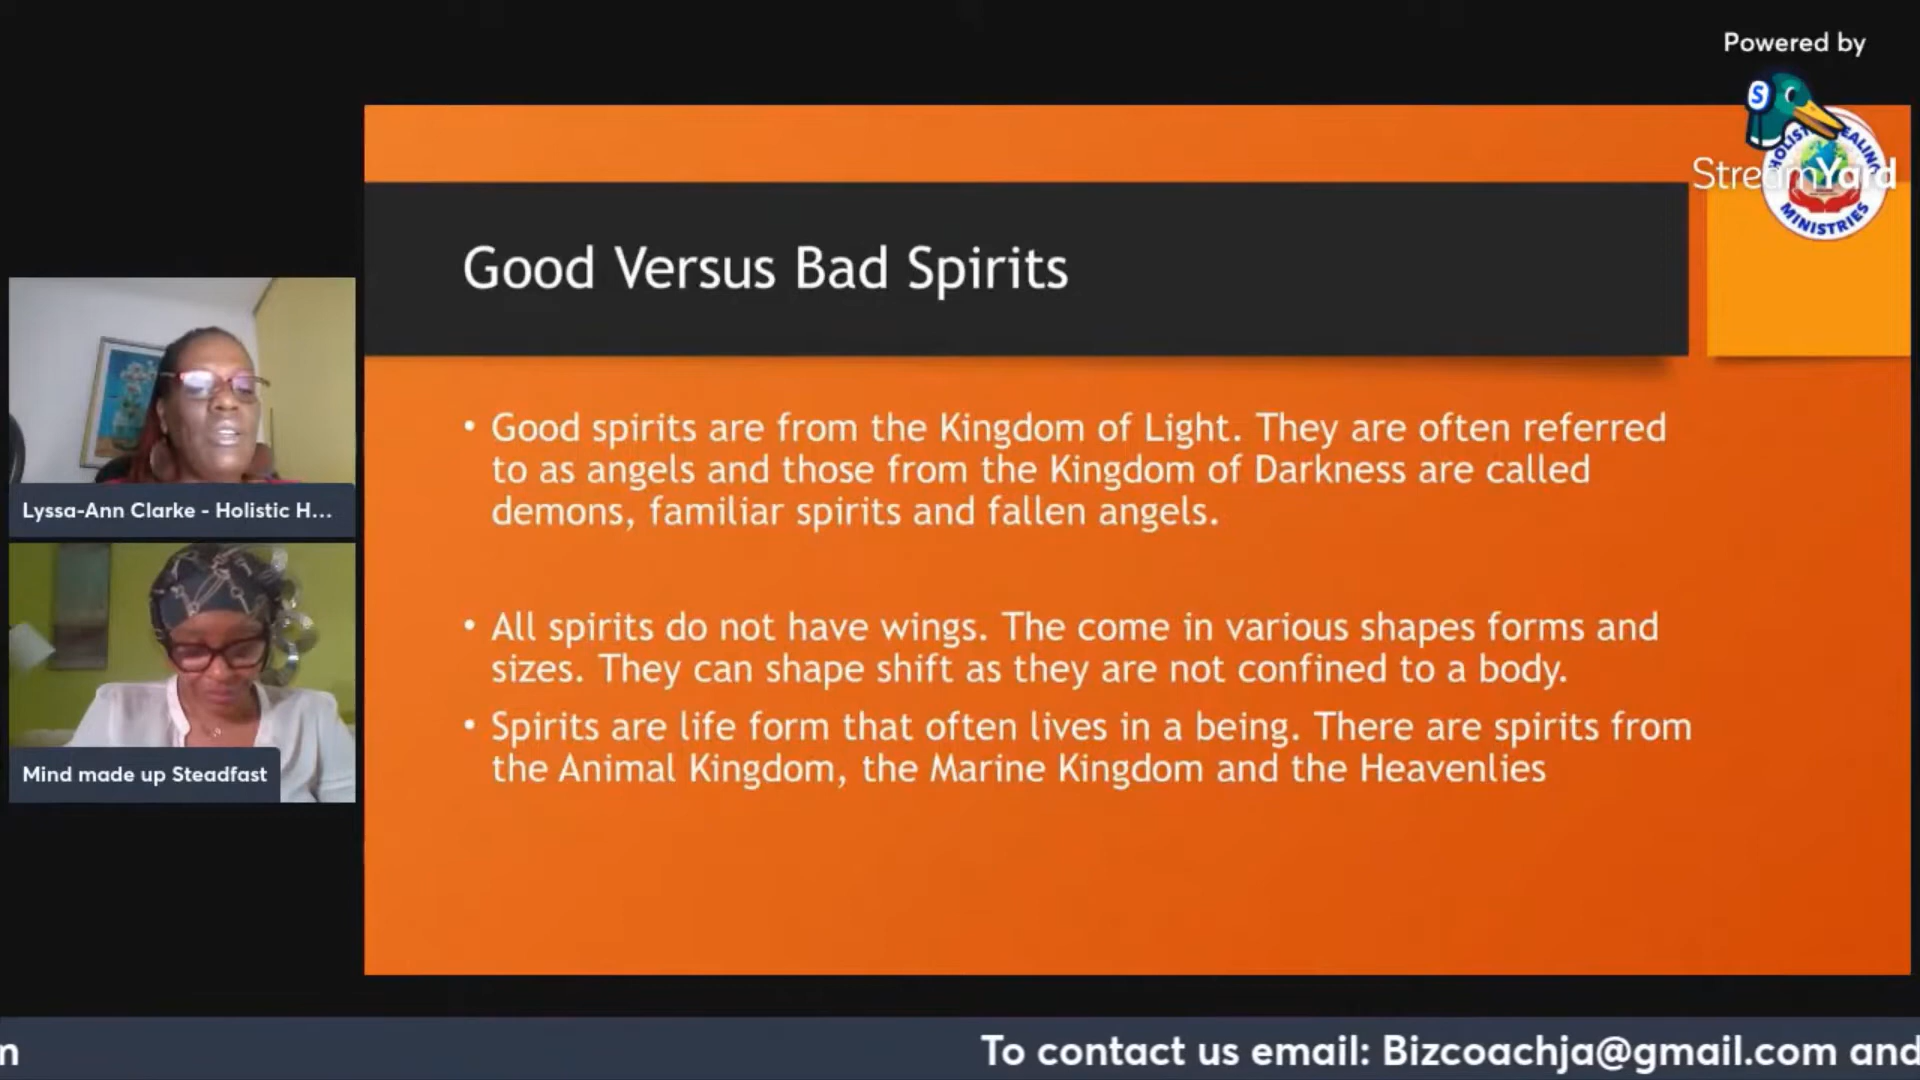 Powered by
StreamYard
HOLISTIC HEALING
MINISTRIES
Good Versus Bad Spirits
• Good spirits are from the Kingdom of Light. They are often referred
to as angels and those from the Kingdom of Darkness are called
demons, familiar spirits and fallen angels.
• All spirits do not have wings. The come in various shapes forms and
sizes. They can shape shift as they are not confined to a body.
• Spirits are life form that often lives in a being. There are spirits from
the Animal Kingdom, the Marine Kingdom and the Heavenlies
Lyssa-Ann Clarke - Holistic H...
Mind made up Steadfast
n To contact us email: Bizcoachja@gmail.com and